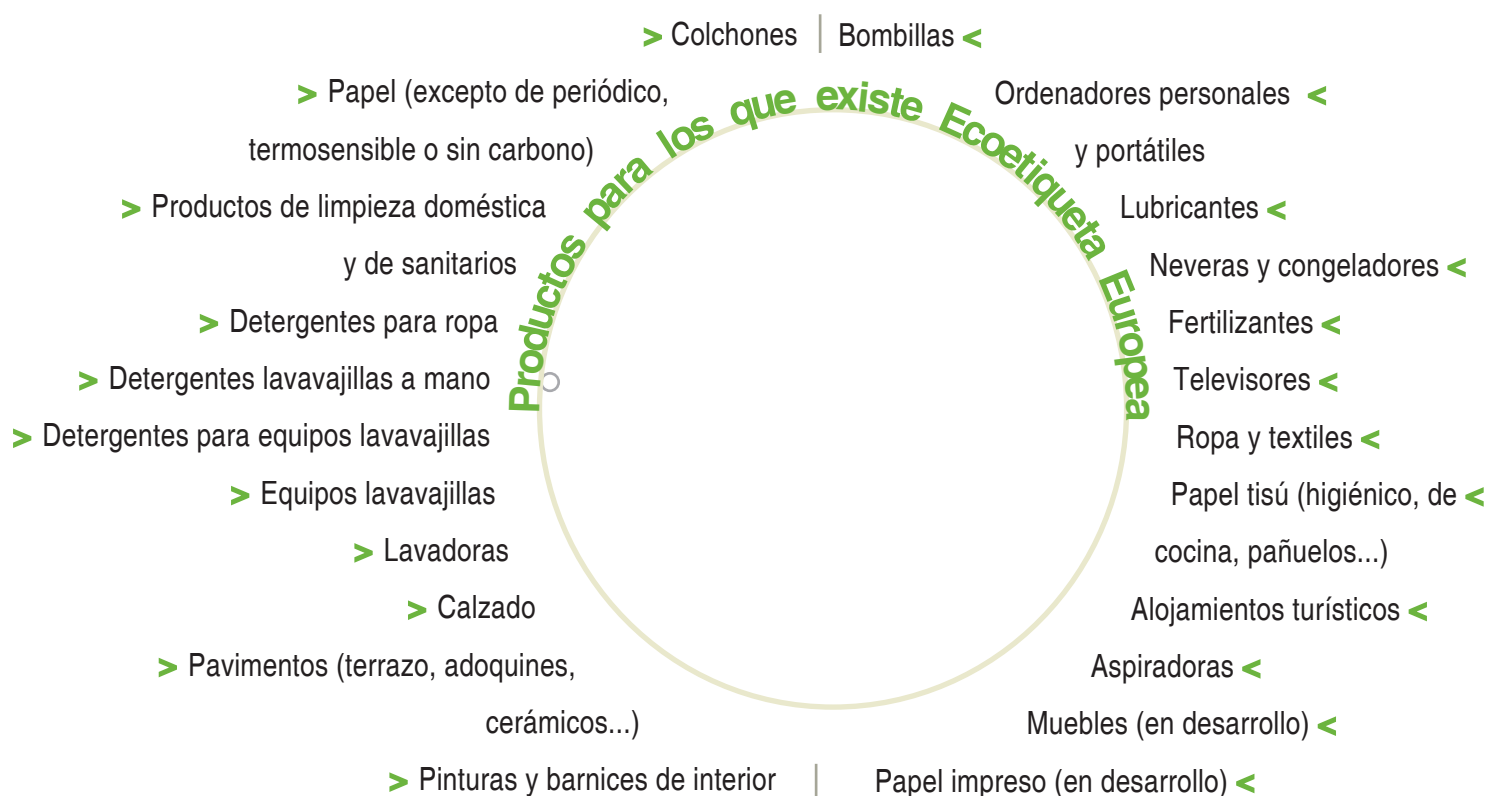 Productos para los que existe Ecoetiqueta Europea
> Colchones
> Papel (excepto de periódico,
termosensible o sin carbono)
> Productos de limpieza doméstica
y de sanitarios
> Detergentes para ropa
> Detergentes lavavajillas a mano
> Detergentes para equipos lavavajillas
> Equipos lavavajillas
> Lavadoras
> Calzado
> Pavimentos (terrazo, adoquines,
cerámicos...)
> Pinturas y barnices de interior
Bombillas <
Ordenadores personales <
y portátiles
Lubricantes <
Neveras y congeladores <
Fertilizantes <
Televisores <
Ropa y textiles <
Papel tisú (higiénico, de <
cocina, pañuelos...)
Alojamientos turísticos <
Aspiradoras <
Muebles (en desarrollo) <
Papel impreso (en desarrollo) <